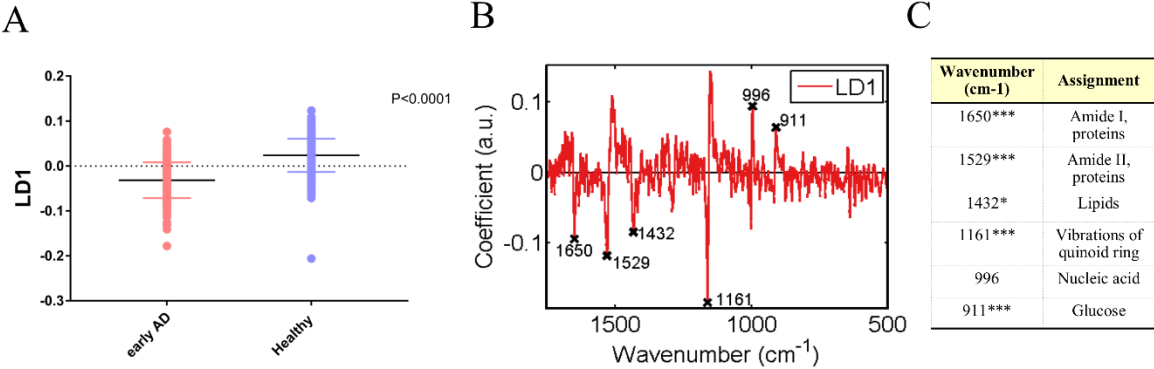 A
0.2
0.1
0.0
-0.1
-0.2
-0.3
LD1
P<0.0001
early AD
Healthy
B
0.1
0
-0.1
Coefficient (a.u.)
LD1
996
911
1650
1432
1529
1161
1500
1000
500
Wavenumber (cm-1)
C
Wavenumber
(cm-1)
Assignment
1650***
Amide I,
proteins
1529***
Amide II,
proteins
1432*
Lipids
1161***
Vibrations of
quinoid ring
996
Nucleic acid
911***
Glucose